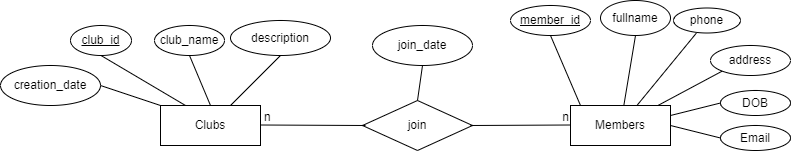 member_id
fullname
phone
club_id
club_name
description
join_date
address
creation_date
DOB
n
n
Clubs
join
Members
Email